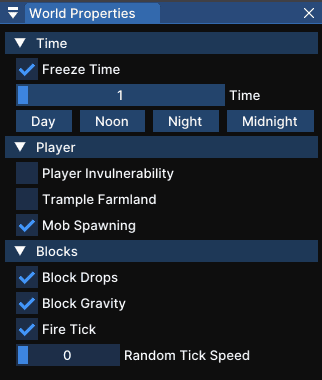 World Properties
Time
Freeze Time
1 Time
Day Noon Night Midnight
Player
Player Invulnerability
Trample Farmland
Mob Spawning
Blocks
Block Drops
Block Gravity
Fire Tick
0 Random Tick Speed